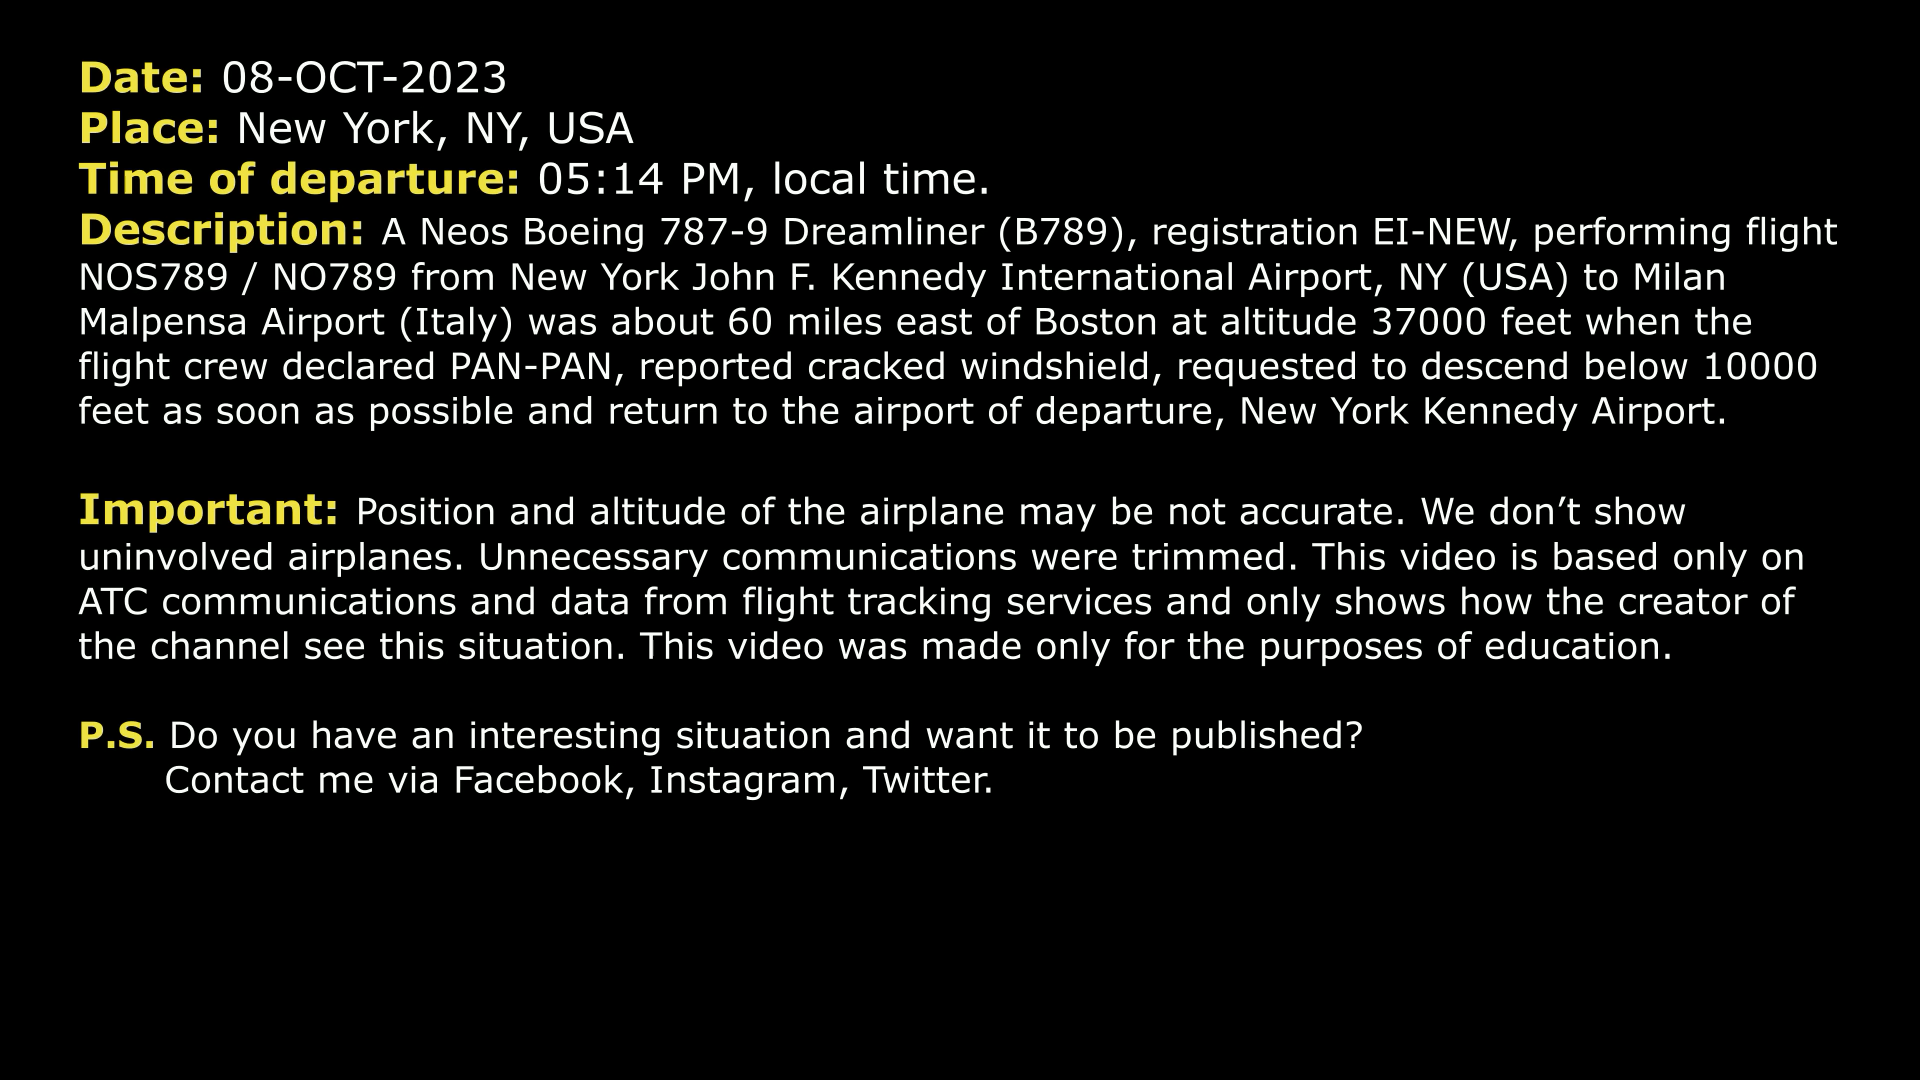 Date: 08-OCT-2023
Place: New York, NY, USA
Time of departure: 05:14 PM, local time.
Description: A Neos Boeing 787-9 Dreamliner (B789), registration EI-NEW, performing flight
NOS789 / NO789 from New York John F. Kennedy International Airport, NY (USA) to Milan
Malpensa Airport (Italy) was about 60 miles east of Boston at altitude 37000 feet when the
flight crew declared PAN-PAN, reported cracked windshield, requested to descend below 10000
feet as soon as possible and return to the airport of departure, New York Kennedy Airport.
Important: Position and altitude of the airplane may be not accurate. We don’t show
uninvolved airplanes. Unnecessary communications were trimmed. This video is based only on
ATC communications and data from flight tracking services and only shows how the creator of
the channel see this situation. This video was made only for the purposes of education.
P.S. Do you have an interesting situation and want it to be published?
Contact me via Facebook, Instagram, Twitter.